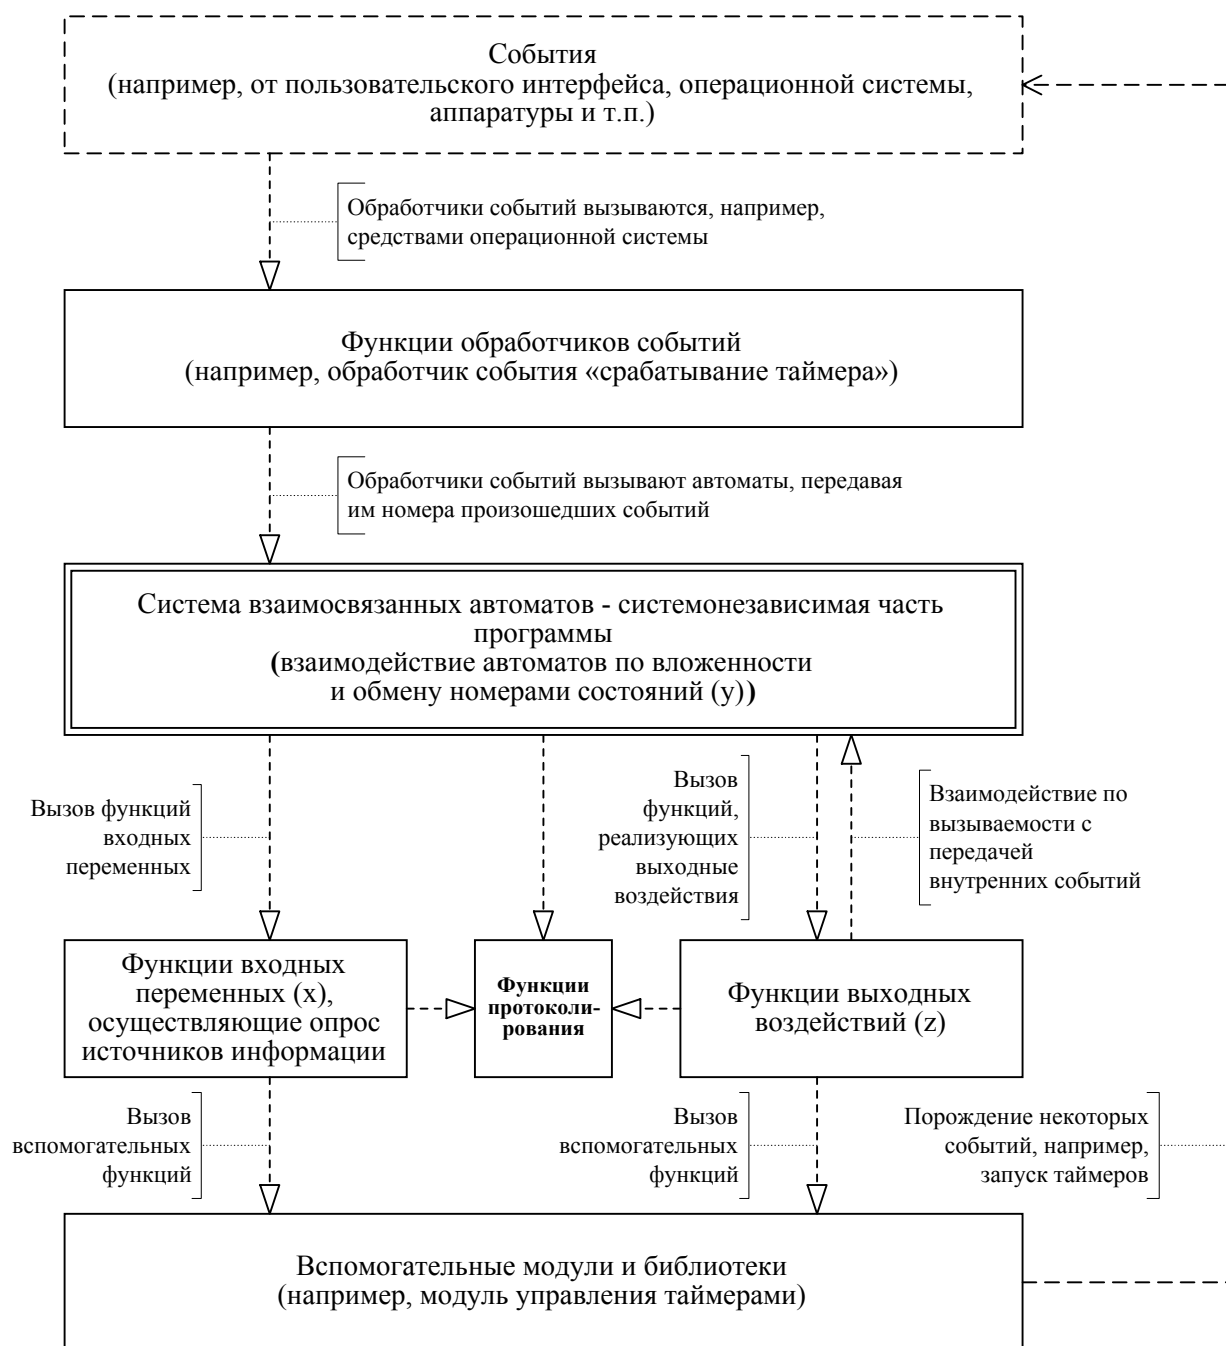 События
(например, от пользовательского интерфейса, операционной системы,
аппаратуры и т.п.)
Обработчики событий вызываются, например,
средствами операционной системы
Функции обработчиков событий
(например, обработчик события «срабатывание таймера»)
Обработчики событий вызывают автоматы, передавая
им номера произошедших событий
Система взаимосвязанных автоматов - системонезависимая часть
программы
(взаимодействие автоматов по вложенности
и обмену номерами состояний (y))
Вызов функций
входных
переменных
Вызов
функций,
реализующих
выходные
воздействия
Взаимодействие по
вызываемости с
передачей
внутренних событий
Функции входных
переменных (x),
осуществляющие опрос
источников информации
Функции
протоколи-
рования
Функции выходных
воздействий (z)
Вызов
вспомогательных
функций
Вызов
вспомогательных
функций
Порождение некоторых
событий, например,
запуск таймеров
Вспомогательные модули и библиотеки
(например, модуль управления таймерами)